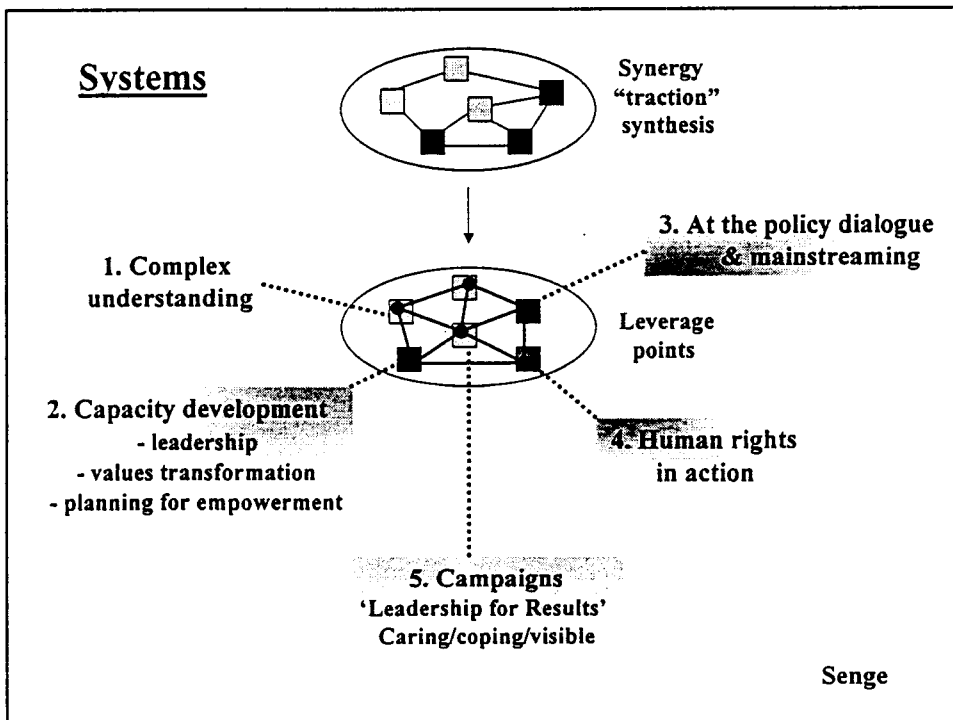 Systems
Synergy
"traction"
synthesis
3. At the policy dialogue
& mainstreaming
1. Complex
understanding
Leverage
points
2. Capacity development
- leadership
- values transformation
- planning for empowerment
4. Human rights
in action
5. Campaigns
'Leadership for Results'
Caring/coping/visible
Senge